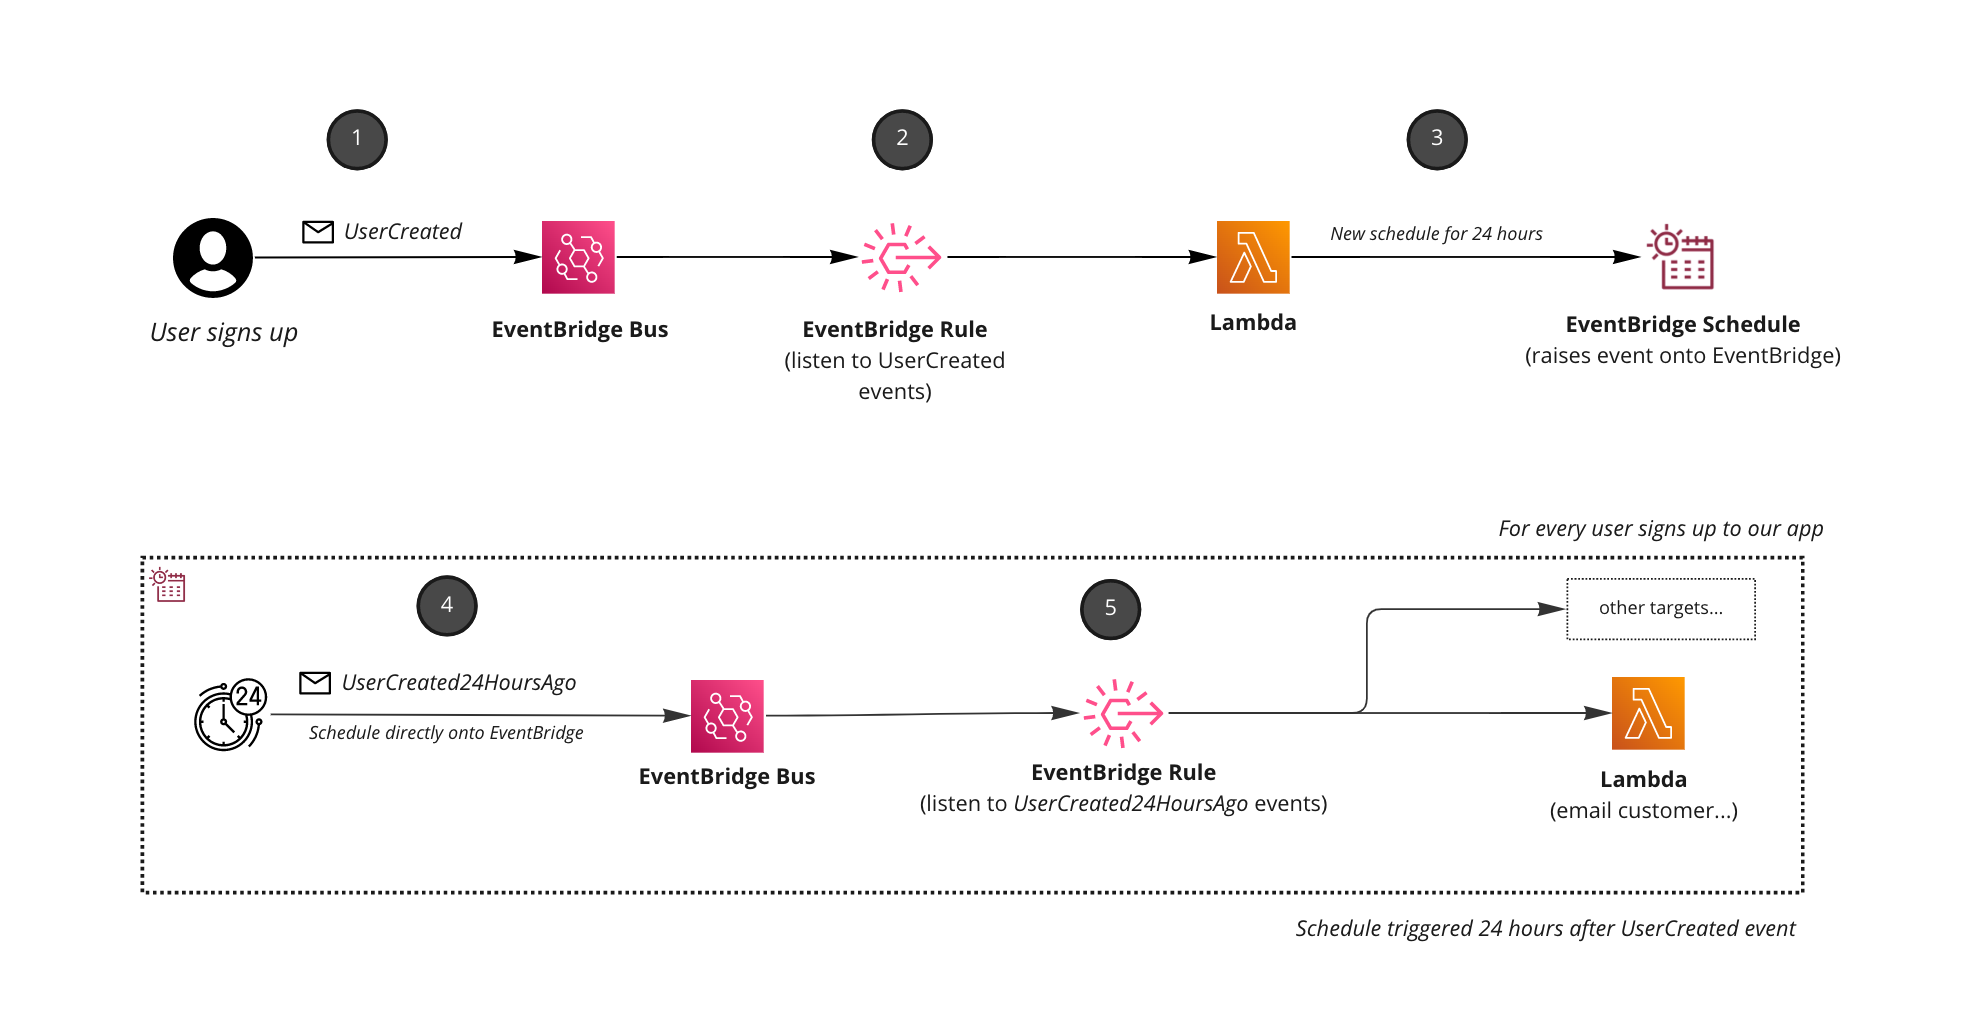 1
2
3
UserCreated
New schedule for 24 hours
User signs up
EventBridge Bus
EventBridge Rule
(listen to UserCreated
events)
Lambda
EventBridge Schedule
(raises event onto EventBridge)
For every user signs up to our app
4
5
other targets...
24
UserCreated24HoursAgo
Schedule directly onto EventBridge
EventBridge Bus
EventBridge Rule
(listen to UserCreated24HoursAgo events)
Lambda
(email customer...)
Schedule triggered 24 hours after UserCreated event